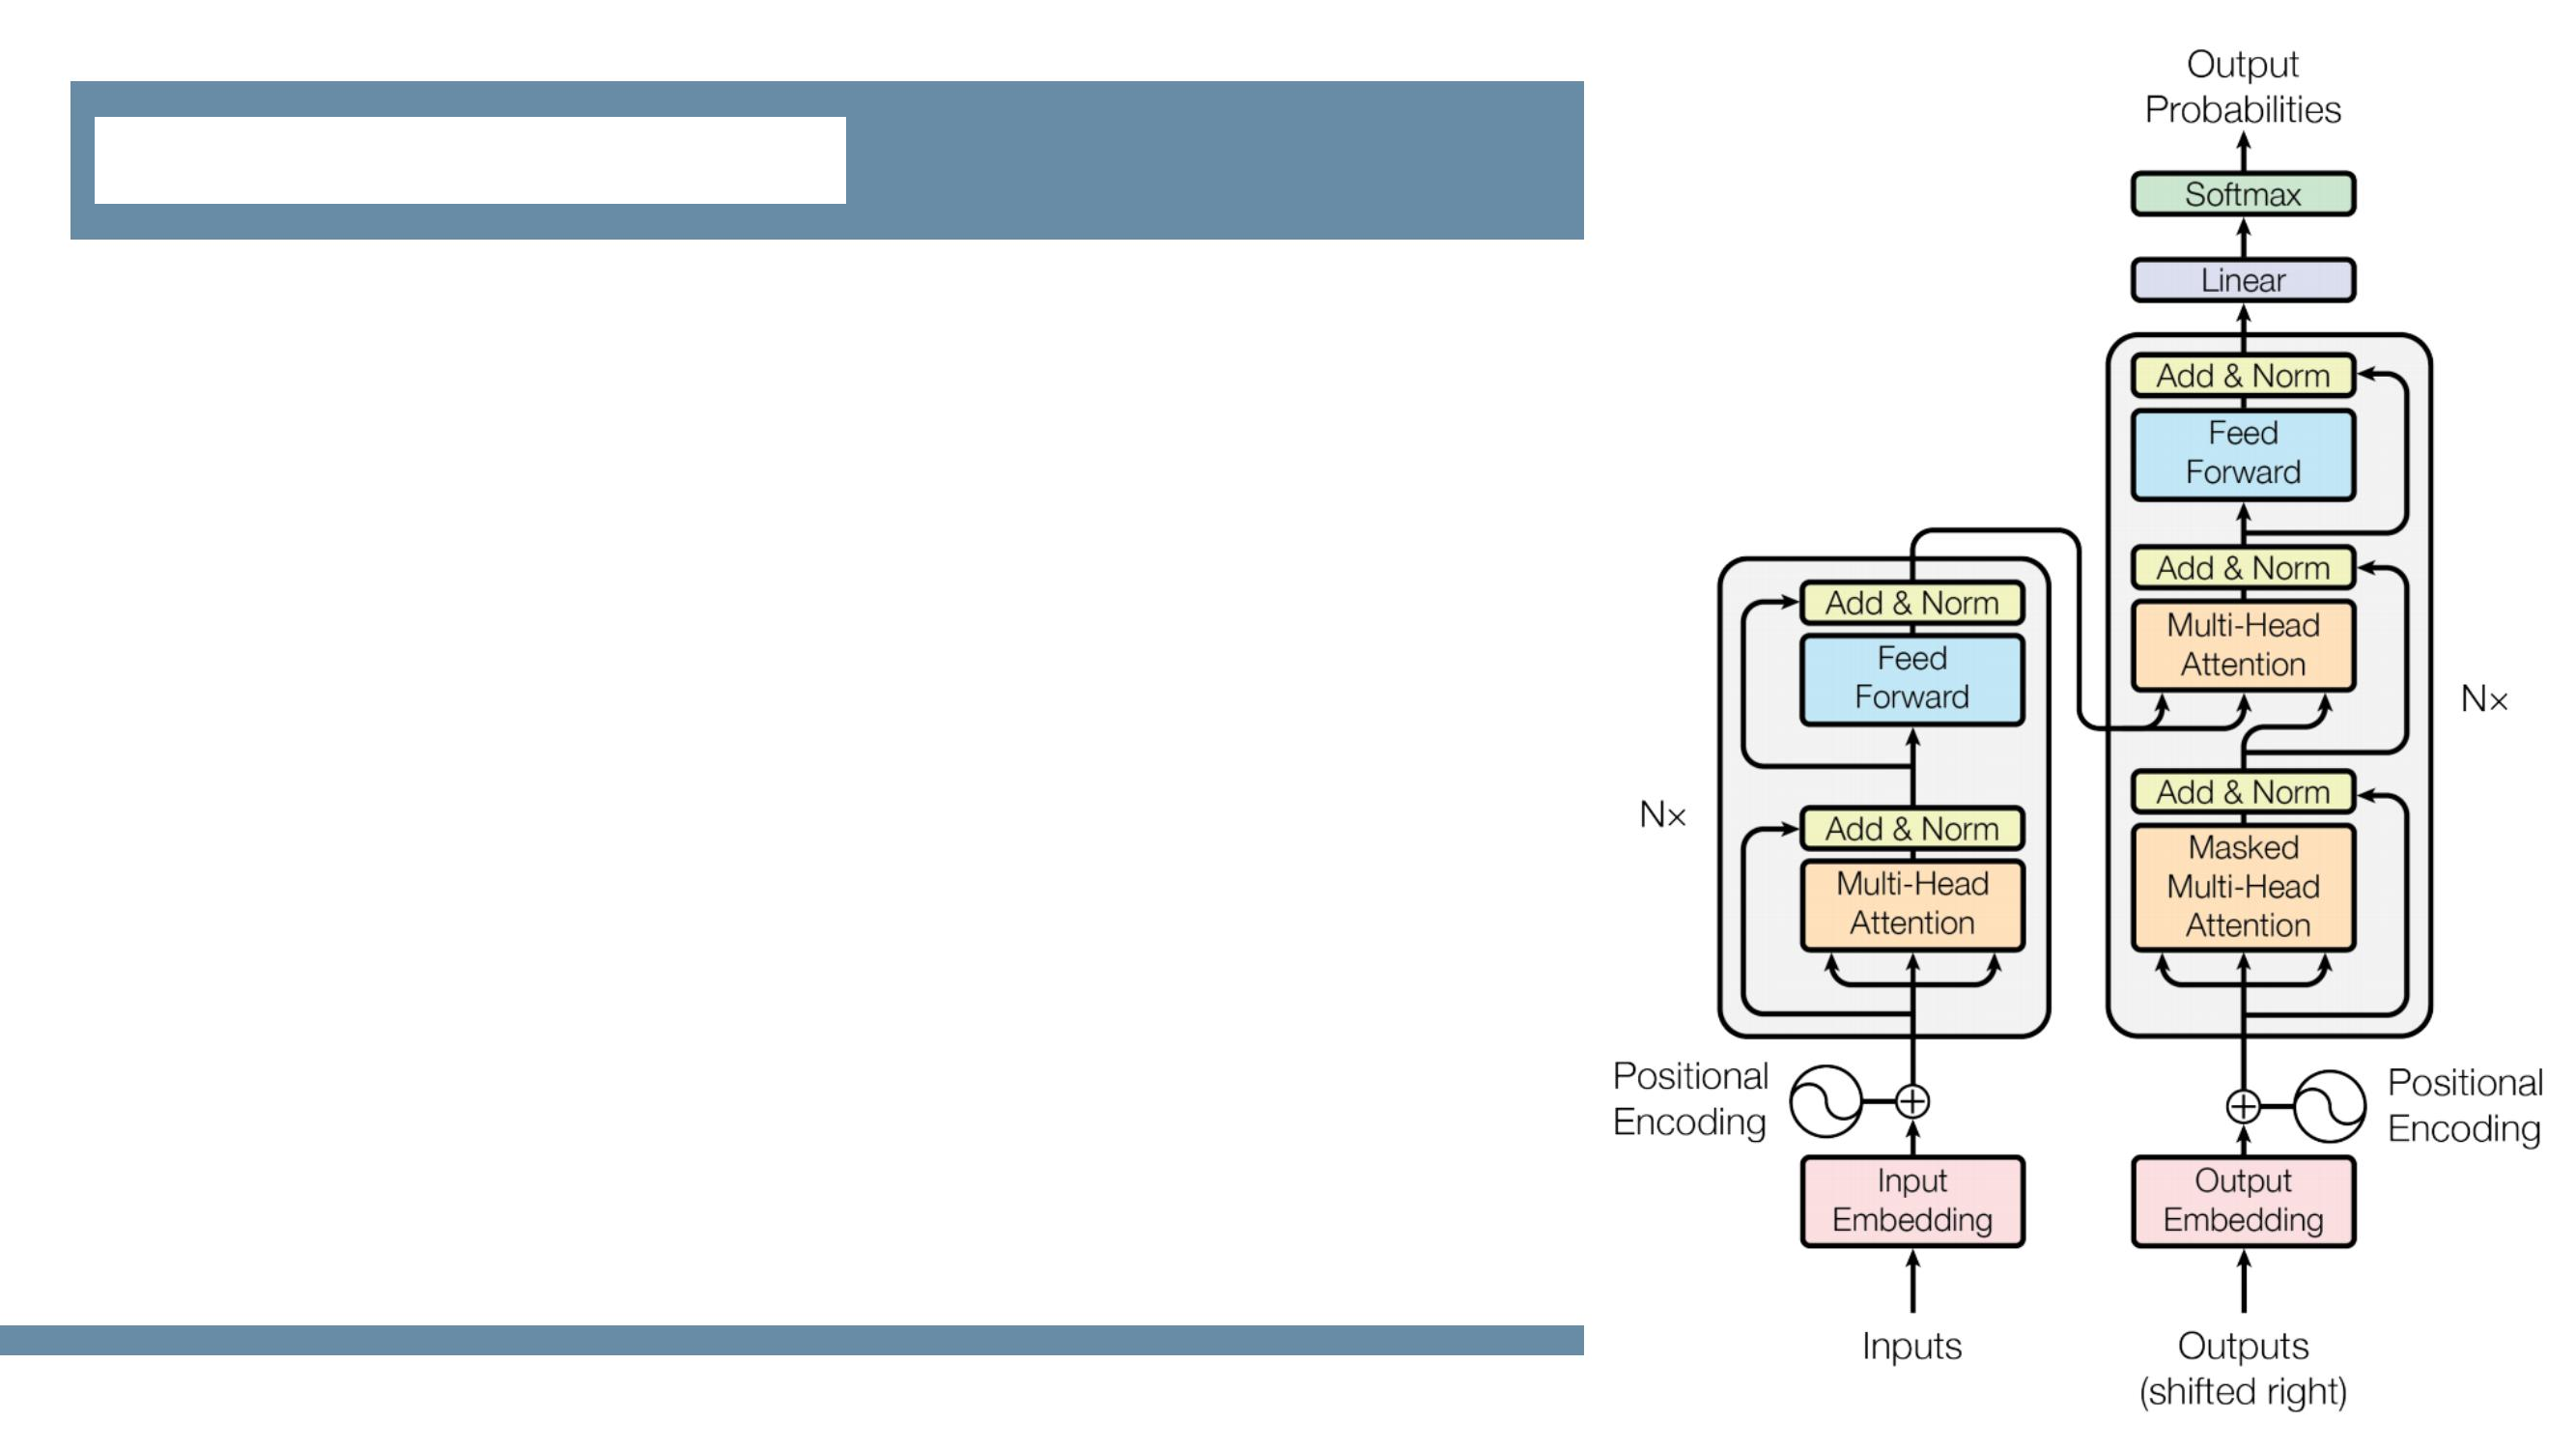 Output
Probabilities
Softmax
Linear
Add & Norm
Feed
Forward
Add & Norm
Multi-Head
Attention
N×
Add & Norm
Masked
Multi-Head
Attention
Add & Norm
Feed
Forward
N×
Add & Norm
Multi-Head
Attention
Positional
Encoding
Positional
Encoding
Input
Embedding
Output
Embedding
Inputs
Outputs
(shifted right)